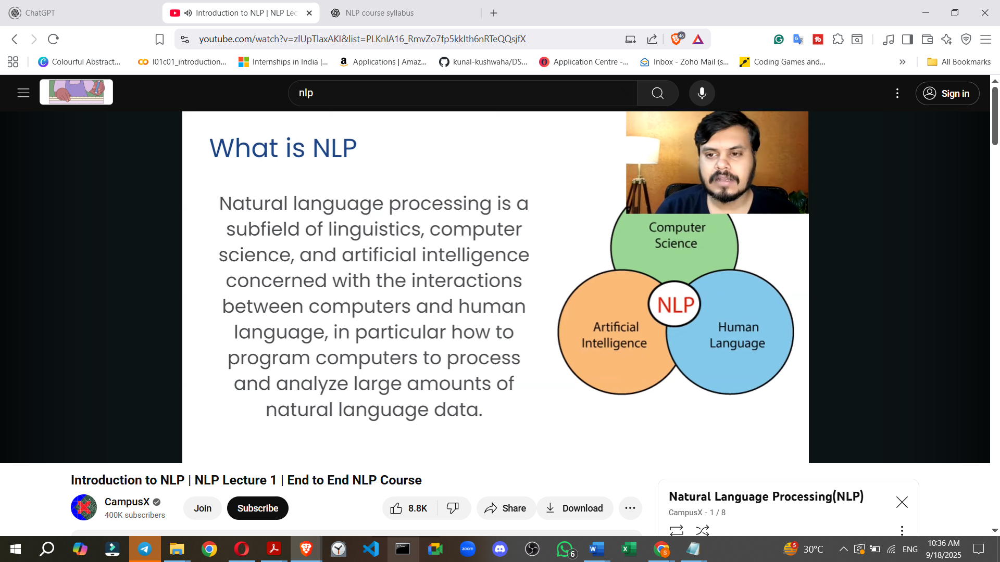 ChatGPT
Introduction to NLP | NLP Lec
NLP course syllabus
youtube.com/watch?v=zlUpTlaxAKI&list=PLKnIA16_RmvZo7fp5kkIth6nRTeQQsjfX
46
Colourful Abstract...
l01c01_introduction...
Internships in India |...
Applications | Amaz...
kunal-kushwaha/DS...
Application Centre -...
Inbox - Zoho Mail (s...
Coding Games and...
All Bookmarks
nlp
Sign in
What is NLP
Natural language processing is a
subfield of linguistics, computer
science, and artificial intelligence
concerned with the interactions
between computers and human
language, in particular how to
program computers to process
and analyze large amounts of
natural language data.
Computer
Science
NLP
Artificial
Intelligence
Human
Language
Introduction to NLP | NLP Lecture 1 | End to End NLP Course
CampusX
400K subscribers
Join
Subscribe
8.8K
Share
Download
Natural Language Processing(NLP)
CampusX - 1 / 8
zoom
6
5
30°C
ENG
10:36 AM
9/18/2025